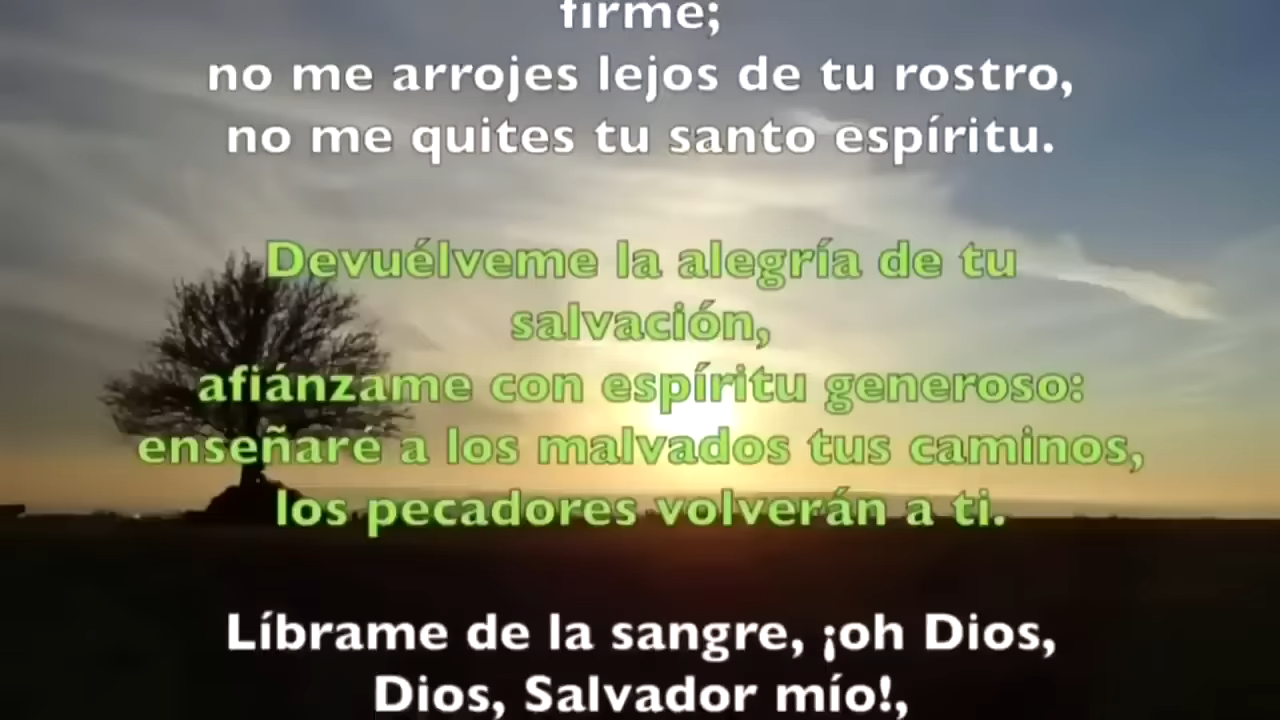 firme;
no me arrojes lejos de tu rostro,
no me quites tu santo espíritu.
Devuélveme la alegría de tu
salvación,
afiánzame con espíritu generoso:
enseñaré a los malvados tus caminos,
los pecadores volverán a ti.
Líbrame de la sangre, ¡oh Dios,
Dios, Salvador mío!,